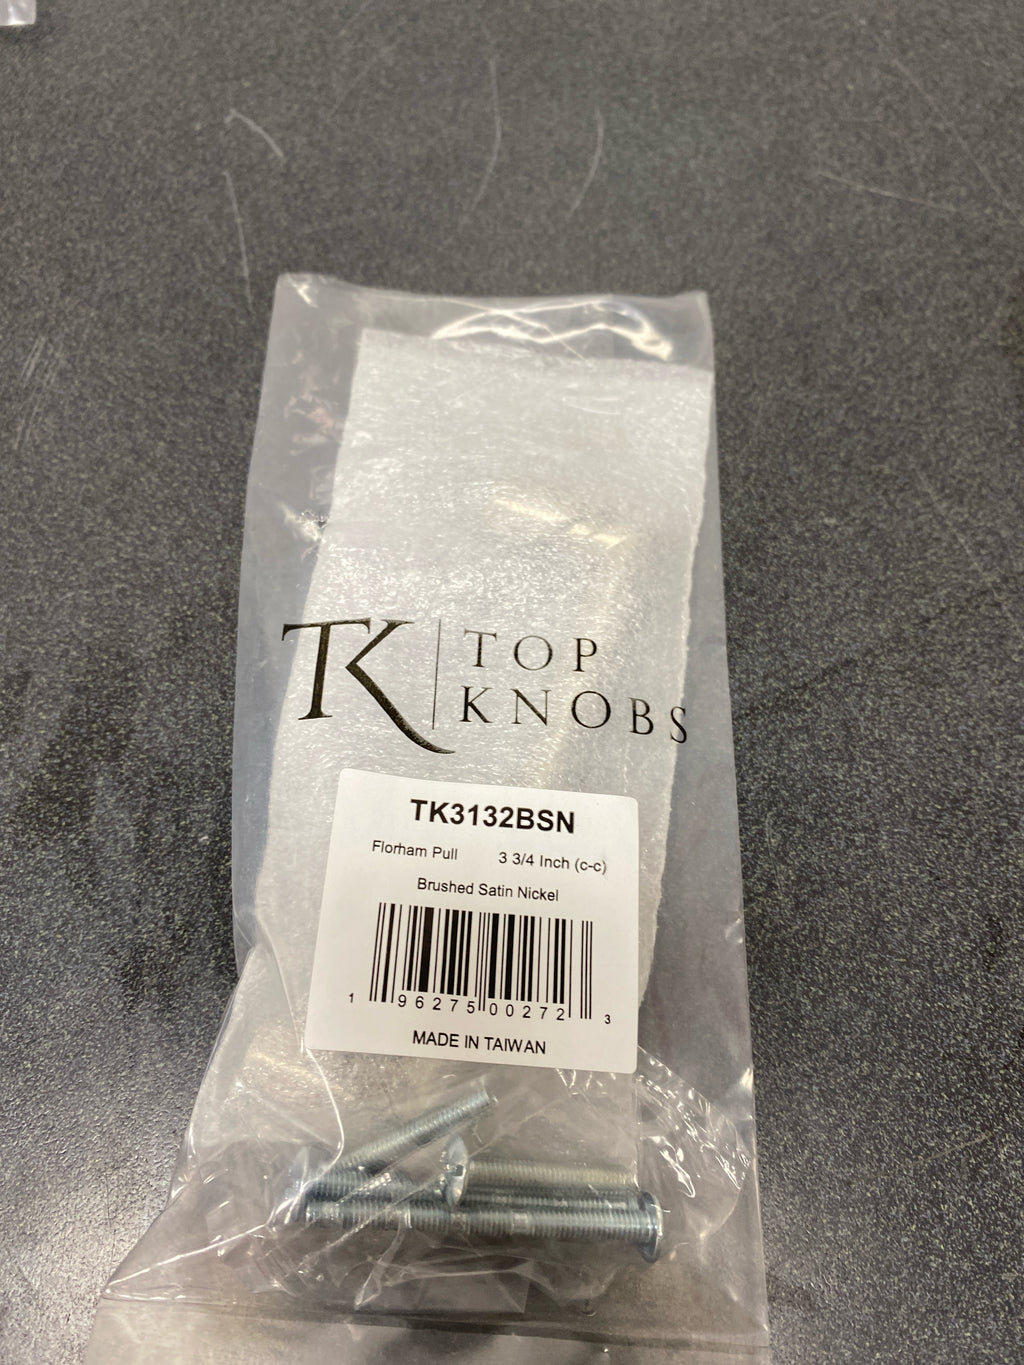 TK TOP
KNOBS
TK3132BSN
Florham Pull 3 3/4 Inch (c-c)
Brushed Satin Nickel
1 96275 00272 3
MADE IN TAIWAN